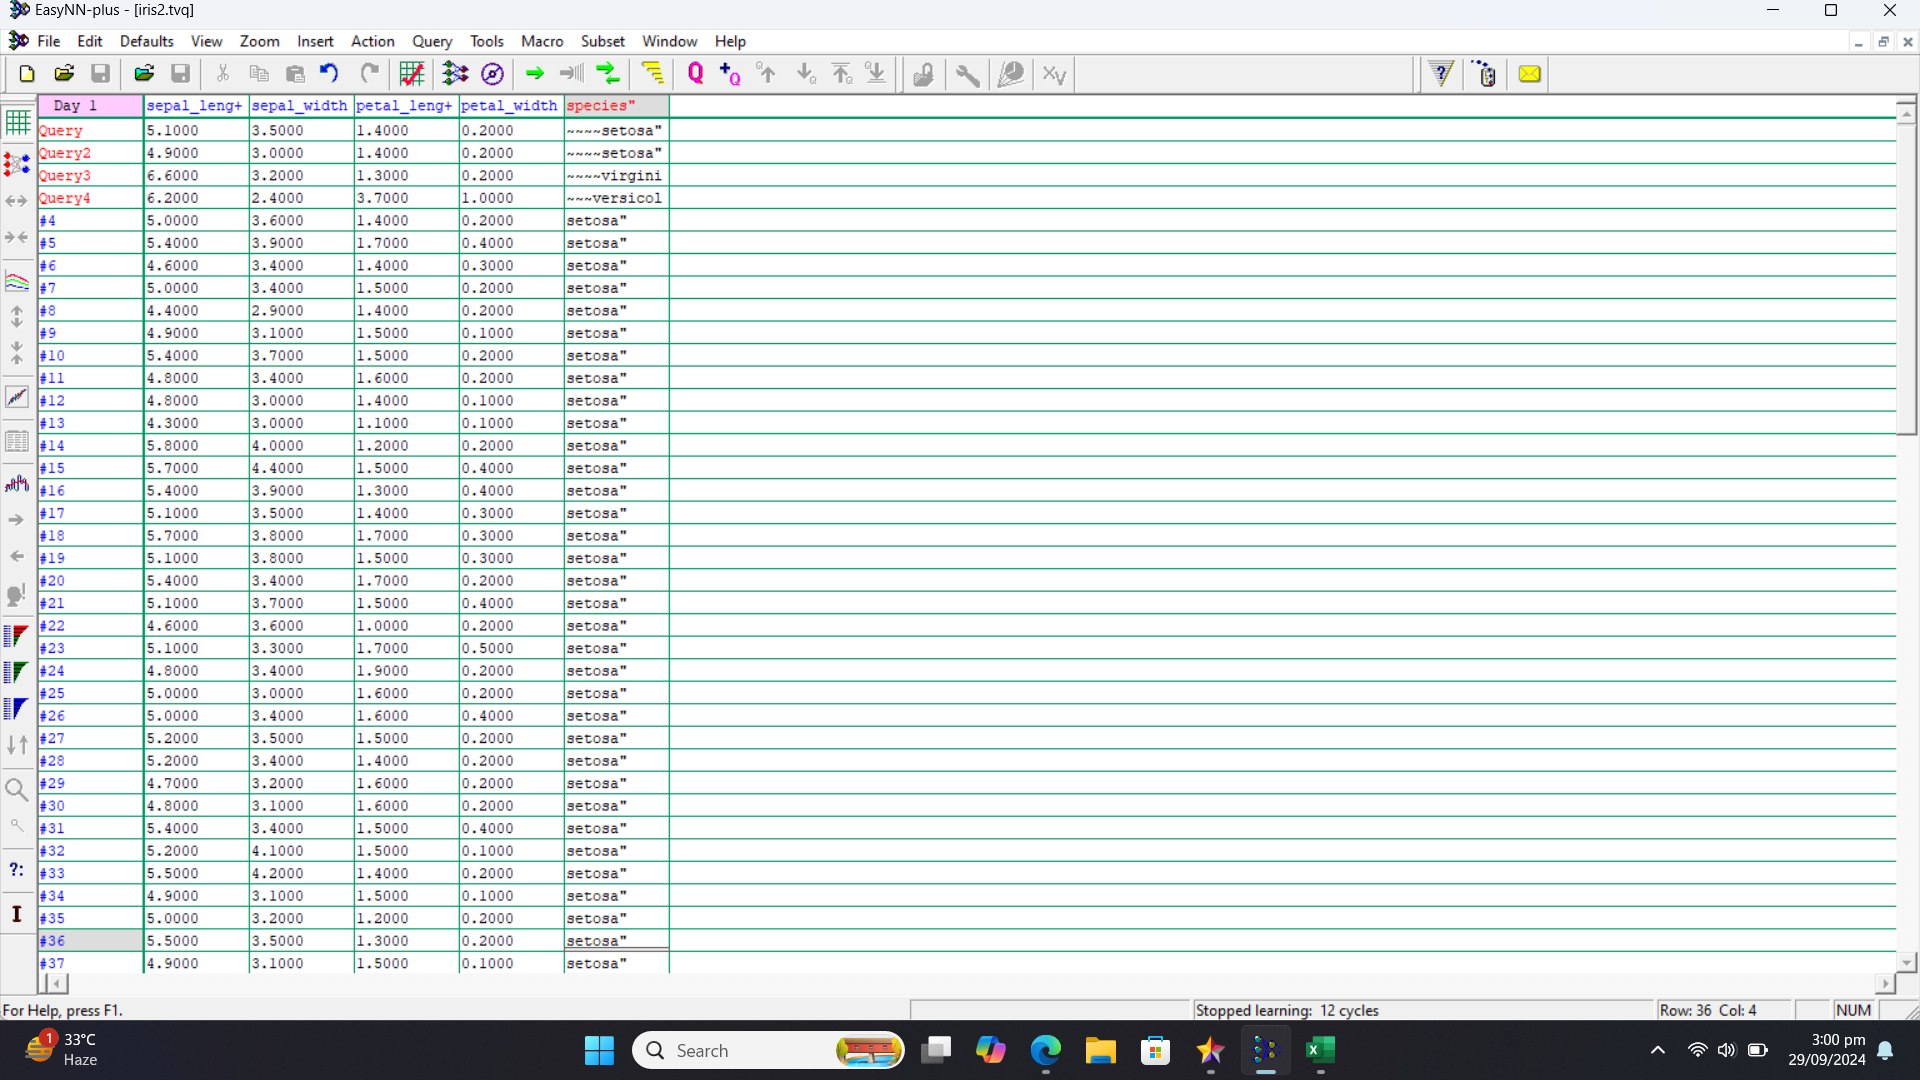 EasyNN-plus - [iris2.tvq]
File Edit Defaults View Zoom Insert Action Query Tools Macro Subset Window Help
Day 1 sepal_leng+ sepal_width petal_leng+ petal_width species"
Query 5.1000 3.5000 1.4000 0.2000 ~~~~setosa"
Query2 4.9000 3.0000 1.4000 0.2000 ~~~~setosa"
Query3 6.6000 3.2000 1.3000 0.2000 ~~~~virgini
Query4 6.2000 2.4000 3.7000 1.0000 ~~~versicol
#4 5.0000 3.6000 1.4000 0.2000 setosa"
#5 5.4000 3.9000 1.7000 0.4000 setosa"
#6 4.6000 3.4000 1.4000 0.3000 setosa"
#7 5.0000 3.4000 1.5000 0.2000 setosa"
#8 4.4000 2.9000 1.4000 0.2000 setosa"
#9 4.9000 3.1000 1.5000 0.1000 setosa"
#10 5.4000 3.7000 1.5000 0.2000 setosa"
#11 4.8000 3.4000 1.6000 0.2000 setosa"
#12 4.8000 3.0000 1.4000 0.1000 setosa"
#13 4.3000 3.0000 1.1000 0.1000 setosa"
#14 5.8000 4.0000 1.2000 0.2000 setosa"
#15 5.7000 4.4000 1.5000 0.4000 setosa"
#16 5.4000 3.9000 1.3000 0.4000 setosa"
#17 5.1000 3.5000 1.4000 0.3000 setosa"
#18 5.7000 3.8000 1.7000 0.3000 setosa"
#19 5.1000 3.8000 1.5000 0.3000 setosa"
#20 5.4000 3.4000 1.7000 0.2000 setosa"
#21 5.1000 3.7000 1.5000 0.4000 setosa"
#22 4.6000 3.6000 1.0000 0.2000 setosa"
#23 5.1000 3.3000 1.7000 0.5000 setosa"
#24 4.8000 3.4000 1.9000 0.2000 setosa"
#25 5.0000 3.0000 1.6000 0.2000 setosa"
#26 5.0000 3.4000 1.6000 0.4000 setosa"
#27 5.2000 3.5000 1.5000 0.2000 setosa"
#28 5.2000 3.4000 1.4000 0.2000 setosa"
#29 4.7000 3.2000 1.6000 0.2000 setosa"
#30 4.8000 3.1000 1.6000 0.2000 setosa"
#31 5.4000 3.4000 1.5000 0.4000 setosa"
#32 5.2000 4.1000 1.5000 0.1000 setosa"
#33 5.5000 4.2000 1.4000 0.2000 setosa"
#34 4.9000 3.1000 1.5000 0.1000 setosa"
#35 5.0000 3.2000 1.2000 0.2000 setosa"
#36 5.5000 3.5000 1.3000 0.2000 setosa"
#37 4.9000 3.1000 1.5000 0.1000 setosa"
For Help, press F1. Stopped learning: 12 cycles Row: 36 Col: 4 NUM
1 33°C
Haze
Search
3:00 pm
29/09/2024